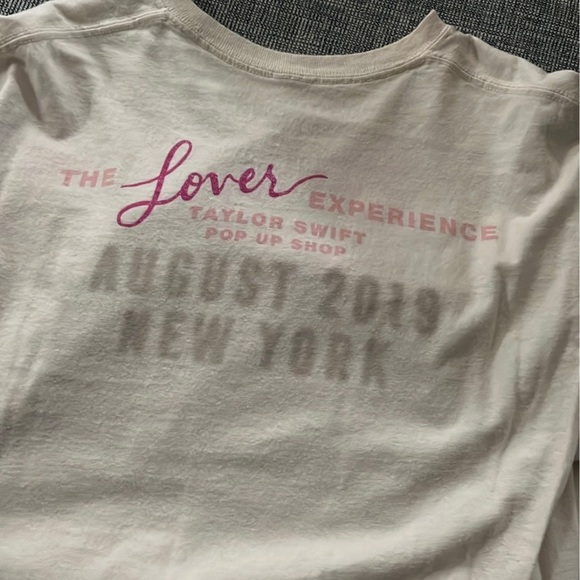 THE Lover EXPERIENCE
TAYLOR SWIFT
POP UP SHOP
AUGUST 2019
NEW YORK